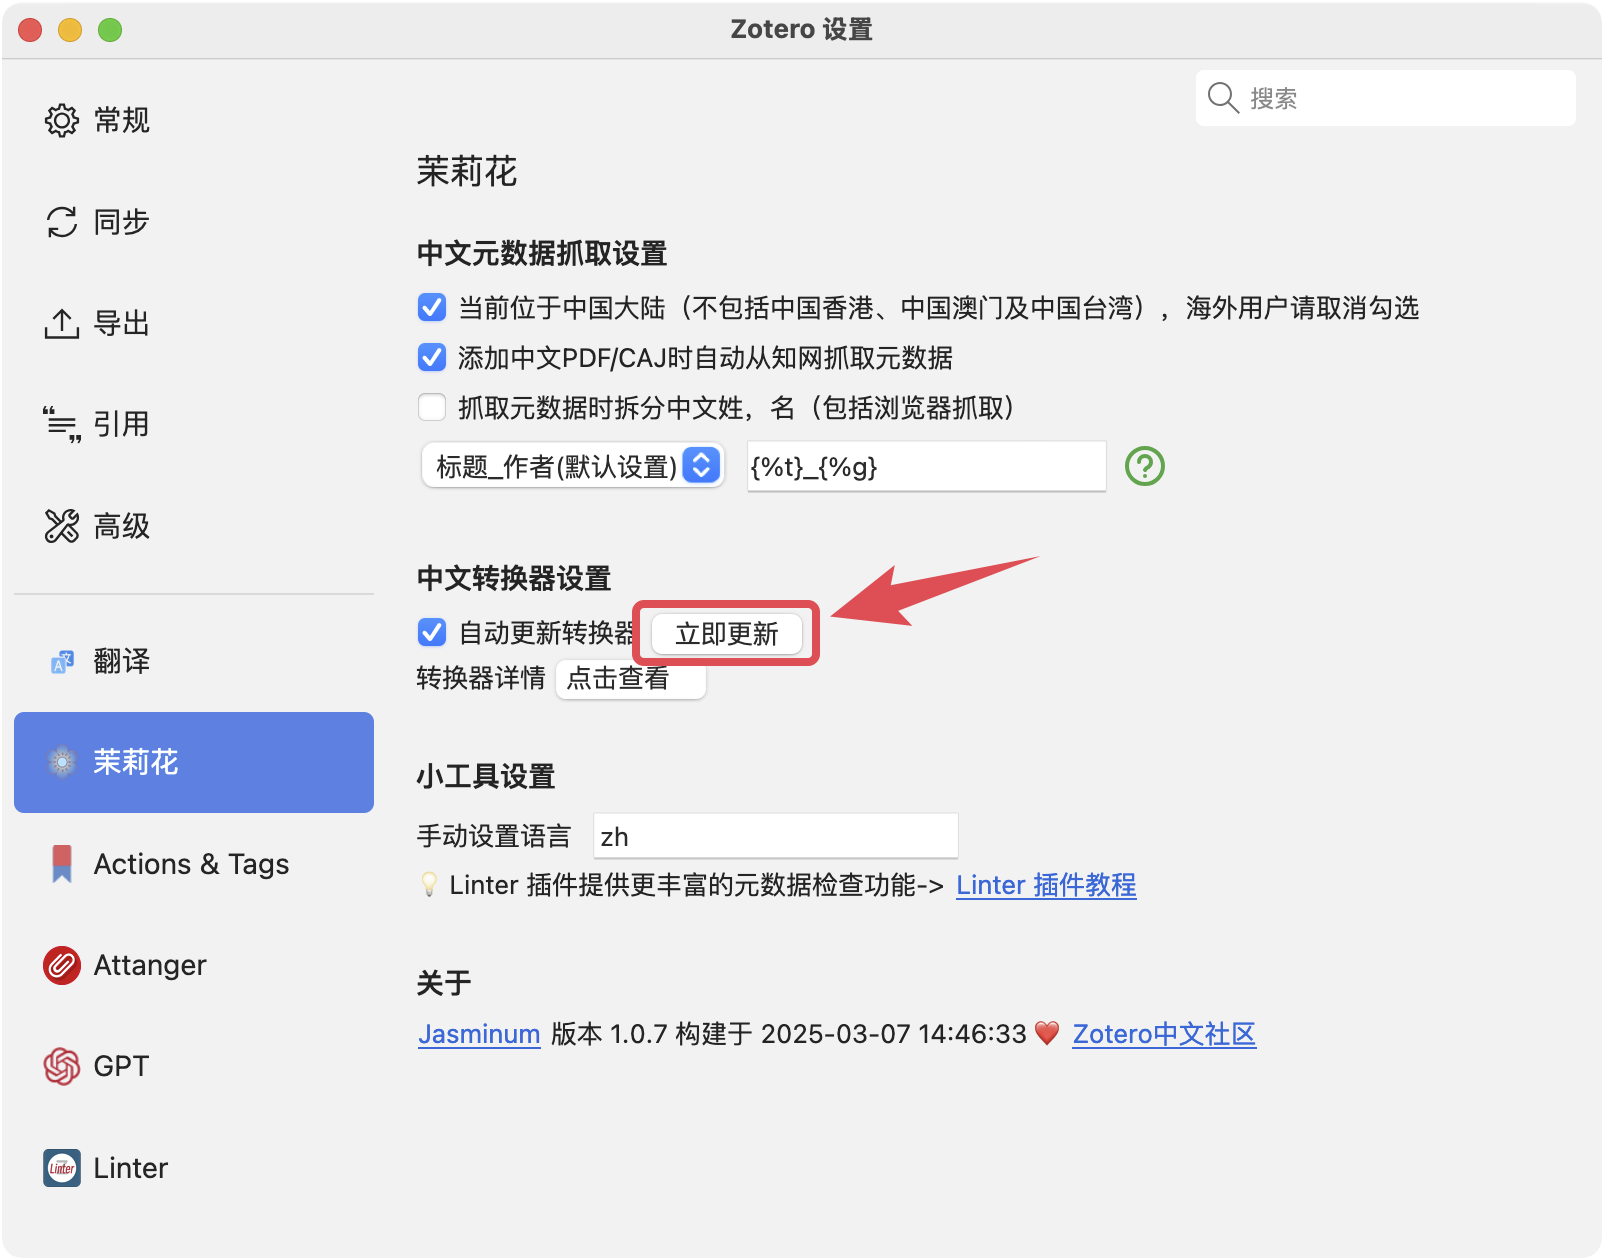 Zotero 设置
搜索
常规
同步
导出
引用
高级
翻译
茉莉花
Actions & Tags
Attanger
GPT
Linter
Linter
茉莉花
中文元数据抓取设置
当前位于中国大陆（不包括中国香港、中国澳门及中国台湾），海外用户请取消勾选
添加中文PDF/CAJ时自动从知网抓取元数据
抓取元数据时拆分中文姓，名（包括浏览器抓取）
标题_作者(默认设置) {%t}_{%g}
中文转换器设置
自动更新转换器 立即更新
转换器详情 点击查看
小工具设置
手动设置语言 zh
Linter 插件提供更丰富的元数据检查功能-> Linter 插件教程
关于
Jasminum 版本 1.0.7 构建于 2025-03-07 14:46:33 ❤️ Zotero中文社区